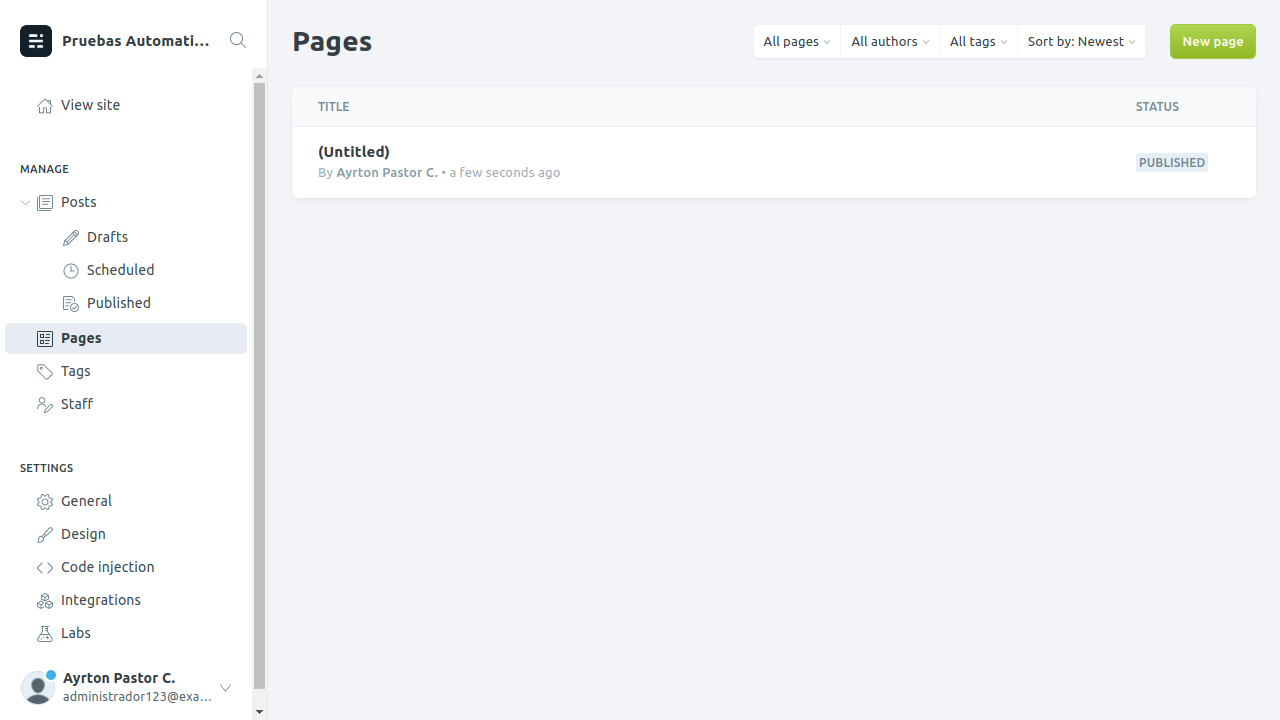 Pruebas Automati...
View site
MANAGE
Posts
Drafts
Scheduled
Published
Pages
Tags
Staff
SETTINGS
General
Design
Code injection
Integrations
Labs
Ayrton Pastor C.
administrador123@exa...
Pages
All pages
All authors
All tags
Sort by: Newest
New page
TITLE
STATUS
(Untitled)
By Ayrton Pastor C. • a few seconds ago
PUBLISHED